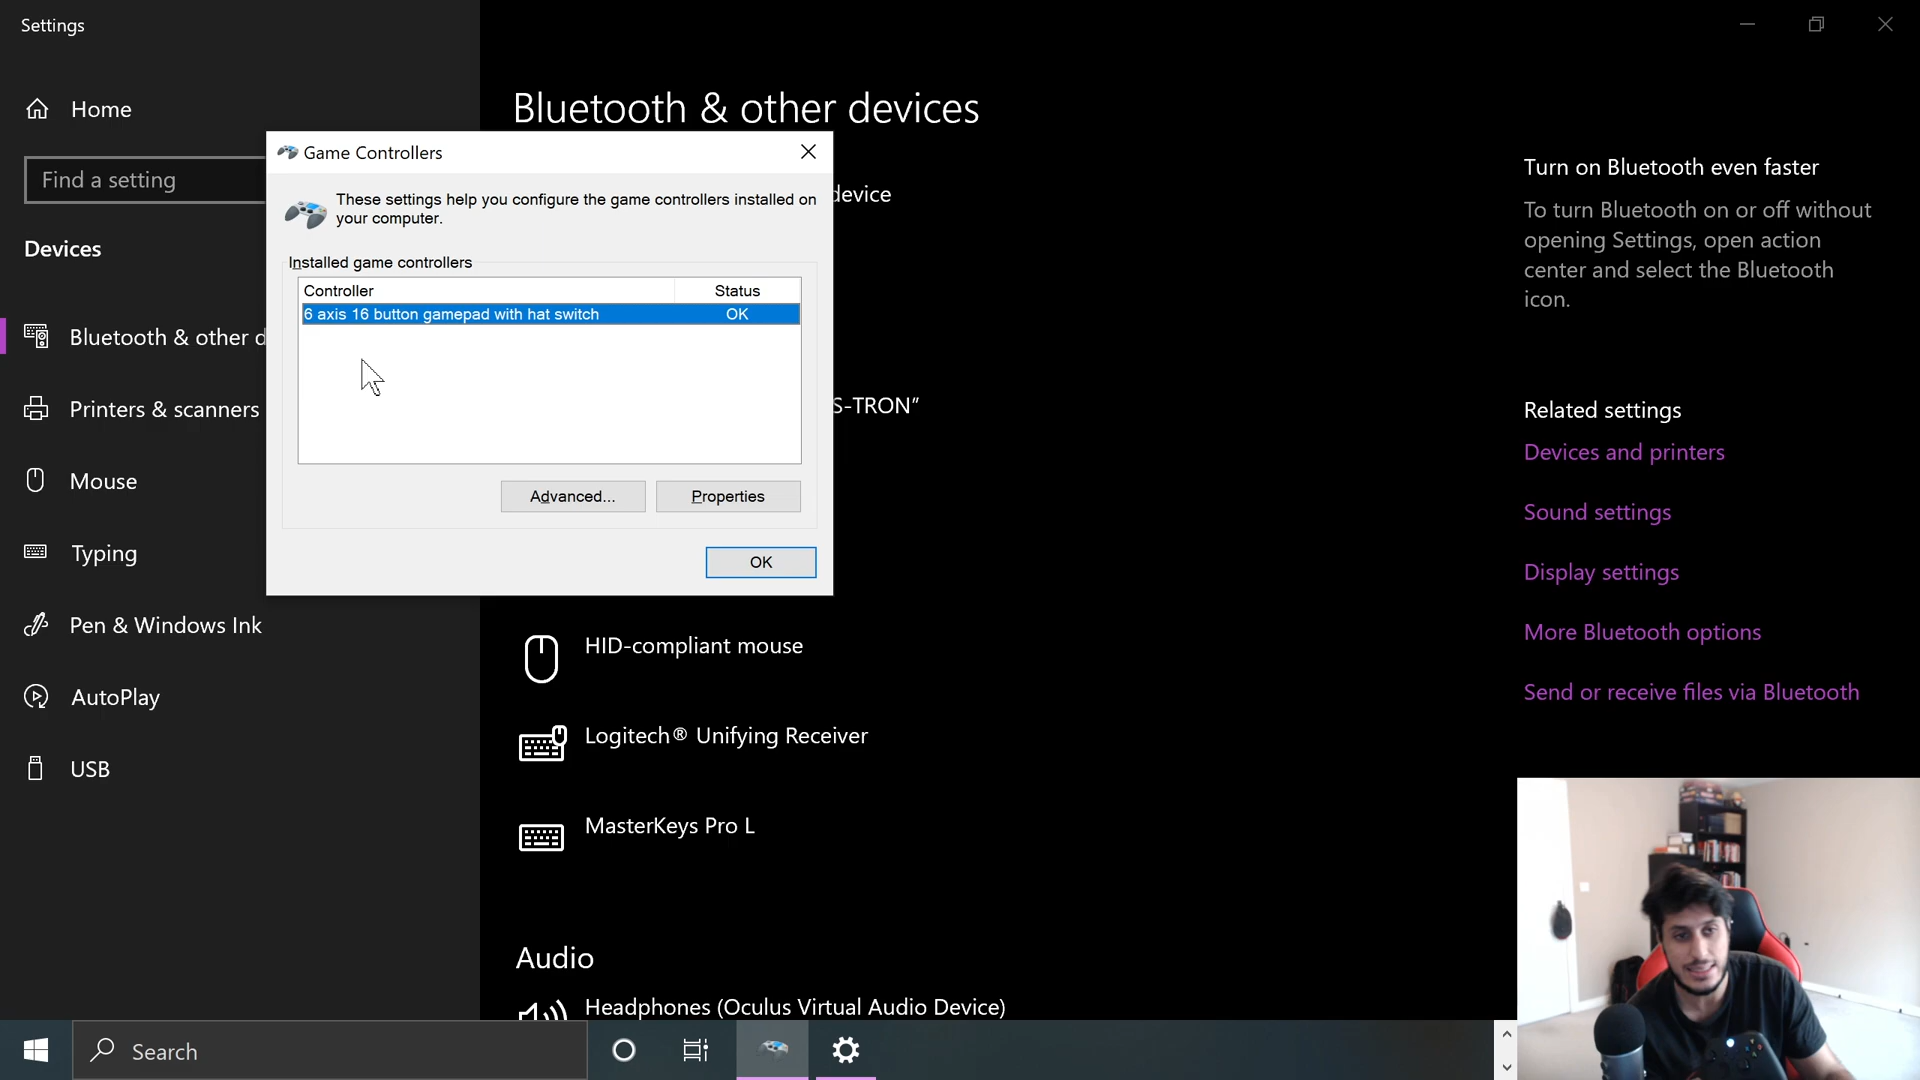 Settings
Home
Find a setting
Devices
Bluetooth & other d
Printers & scanners
Mouse
Typing
Pen & Windows Ink
AutoPlay
USB
Bluetooth & other devices
device
S-TRON”
Game Controllers
These settings help you configure the game controllers installed on
your computer.
Installed game controllers
Controller Status
6 axis 16 button gamepad with hat switch OK
Advanced... Properties
OK
HID-compliant mouse
Logitech® Unifying Receiver
MasterKeys Pro L
Audio
Headphones (Oculus Virtual Audio Device)
Turn on Bluetooth even faster
To turn Bluetooth on or off without
opening Settings, open action
center and select the Bluetooth
icon.
Related settings
Devices and printers
Sound settings
Display settings
More Bluetooth options
Send or receive files via Bluetooth
Search